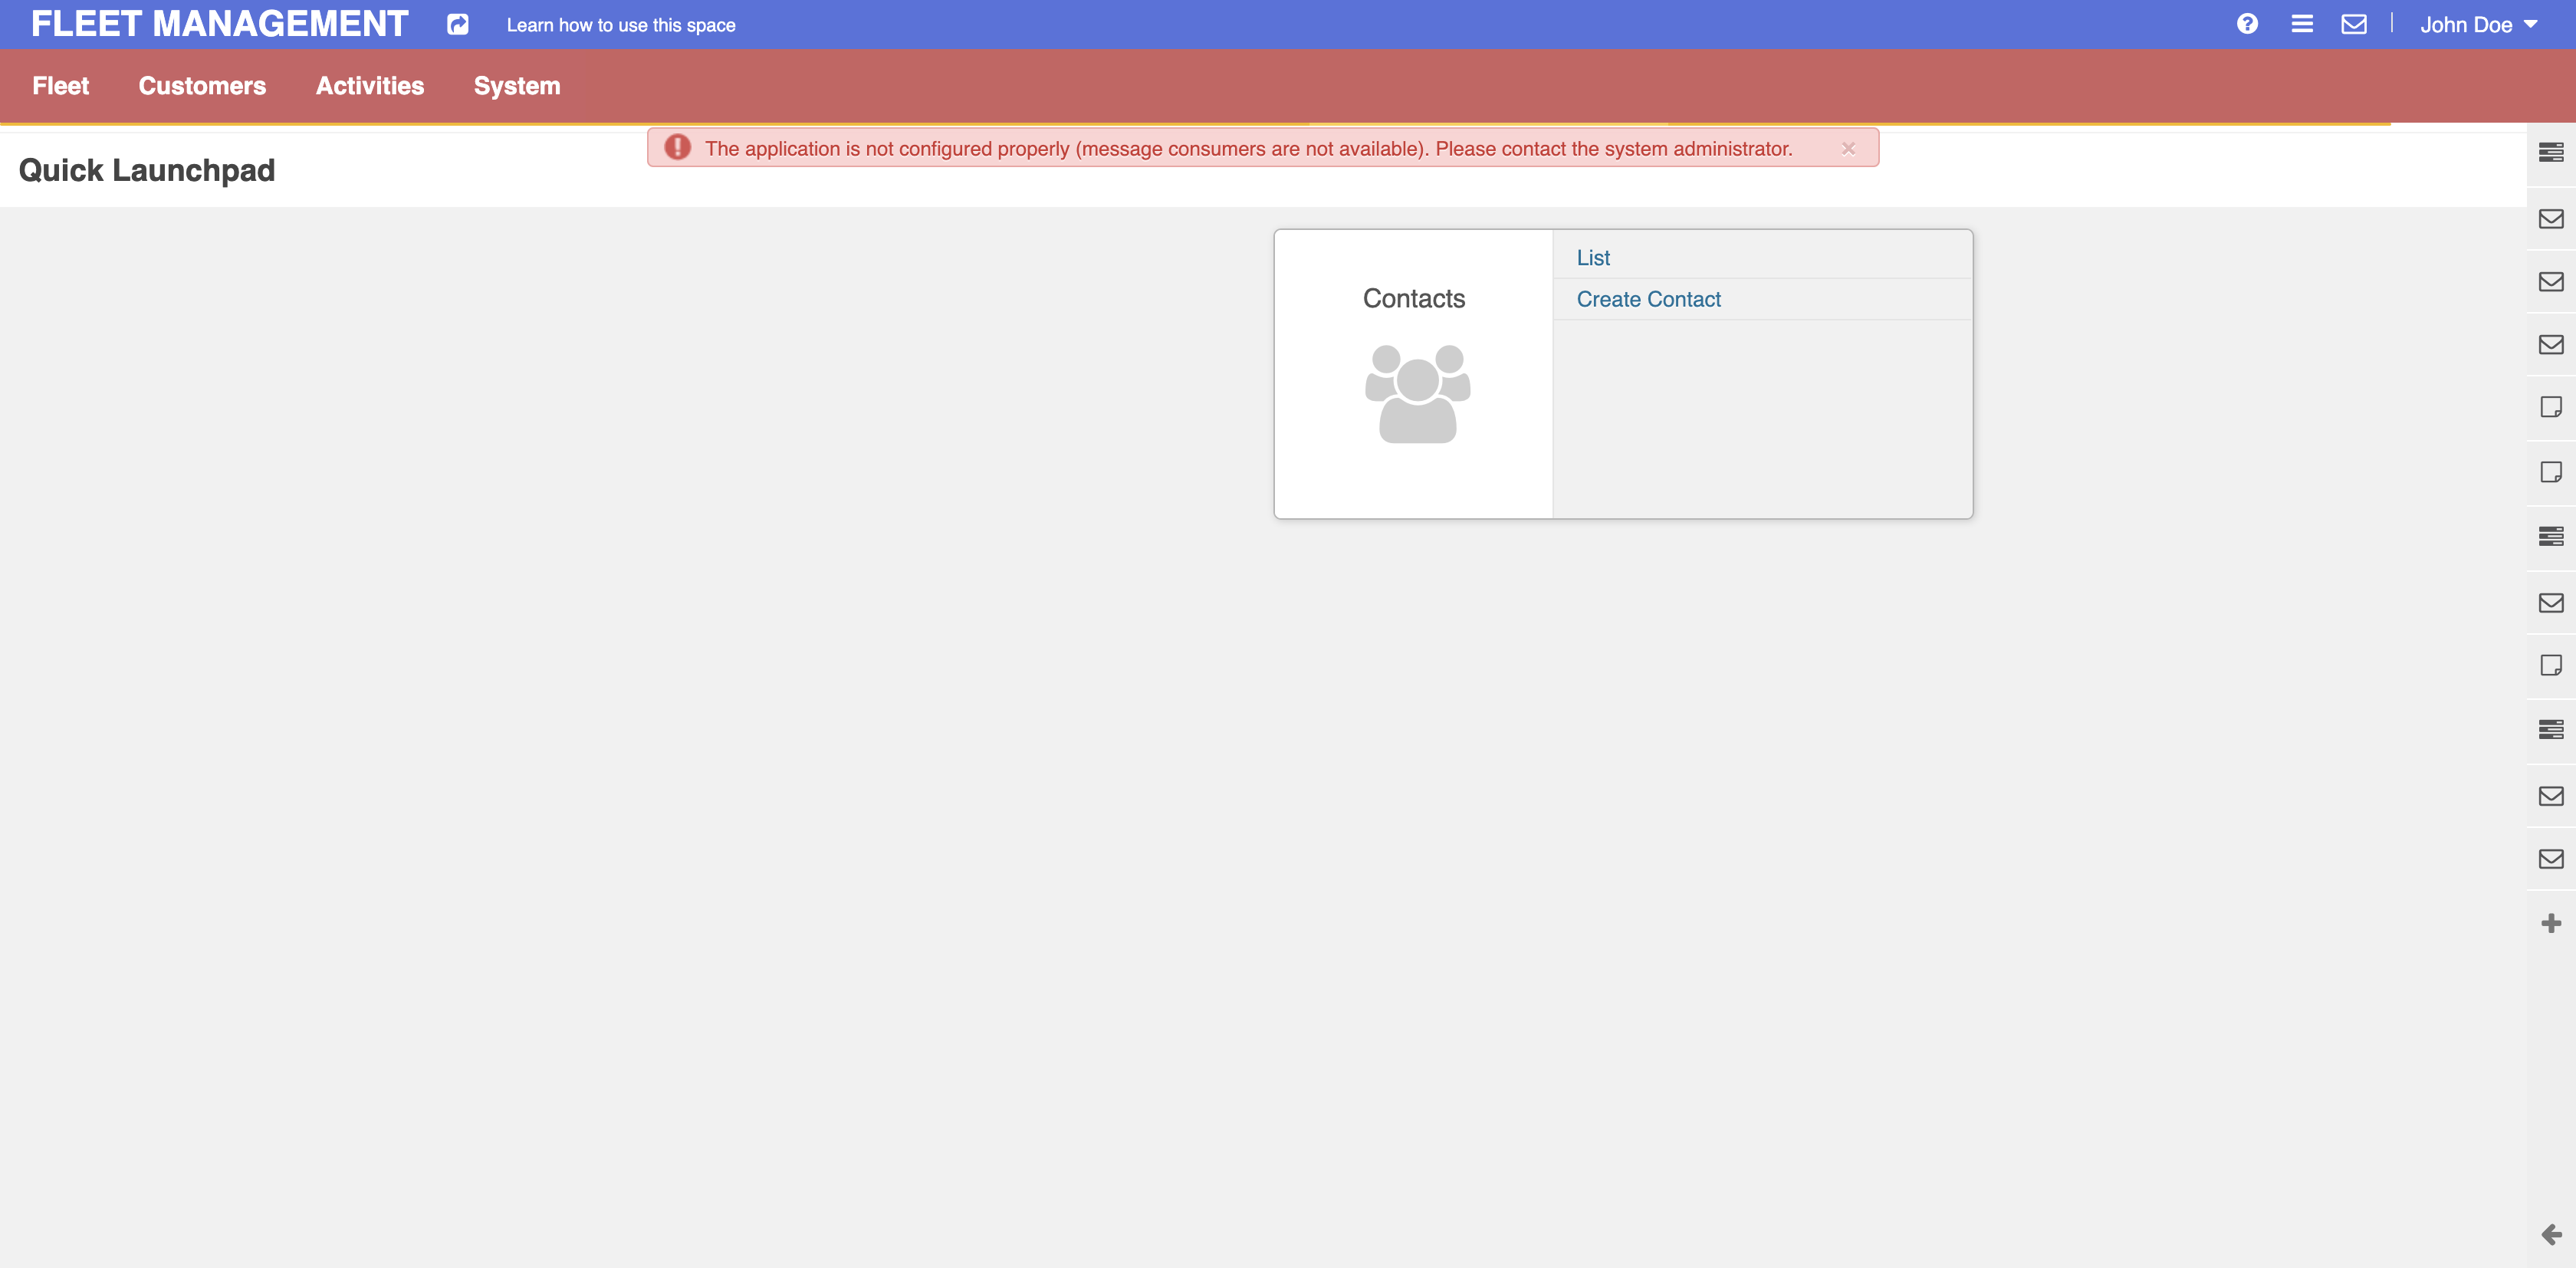 FLEET MANAGEMENT
Learn how to use this space
John Doe
Fleet
Customers
Activities
System
The application is not configured properly (message consumers are not available). Please contact the system administrator.
Quick Launchpad
Contacts
List
Create Contact